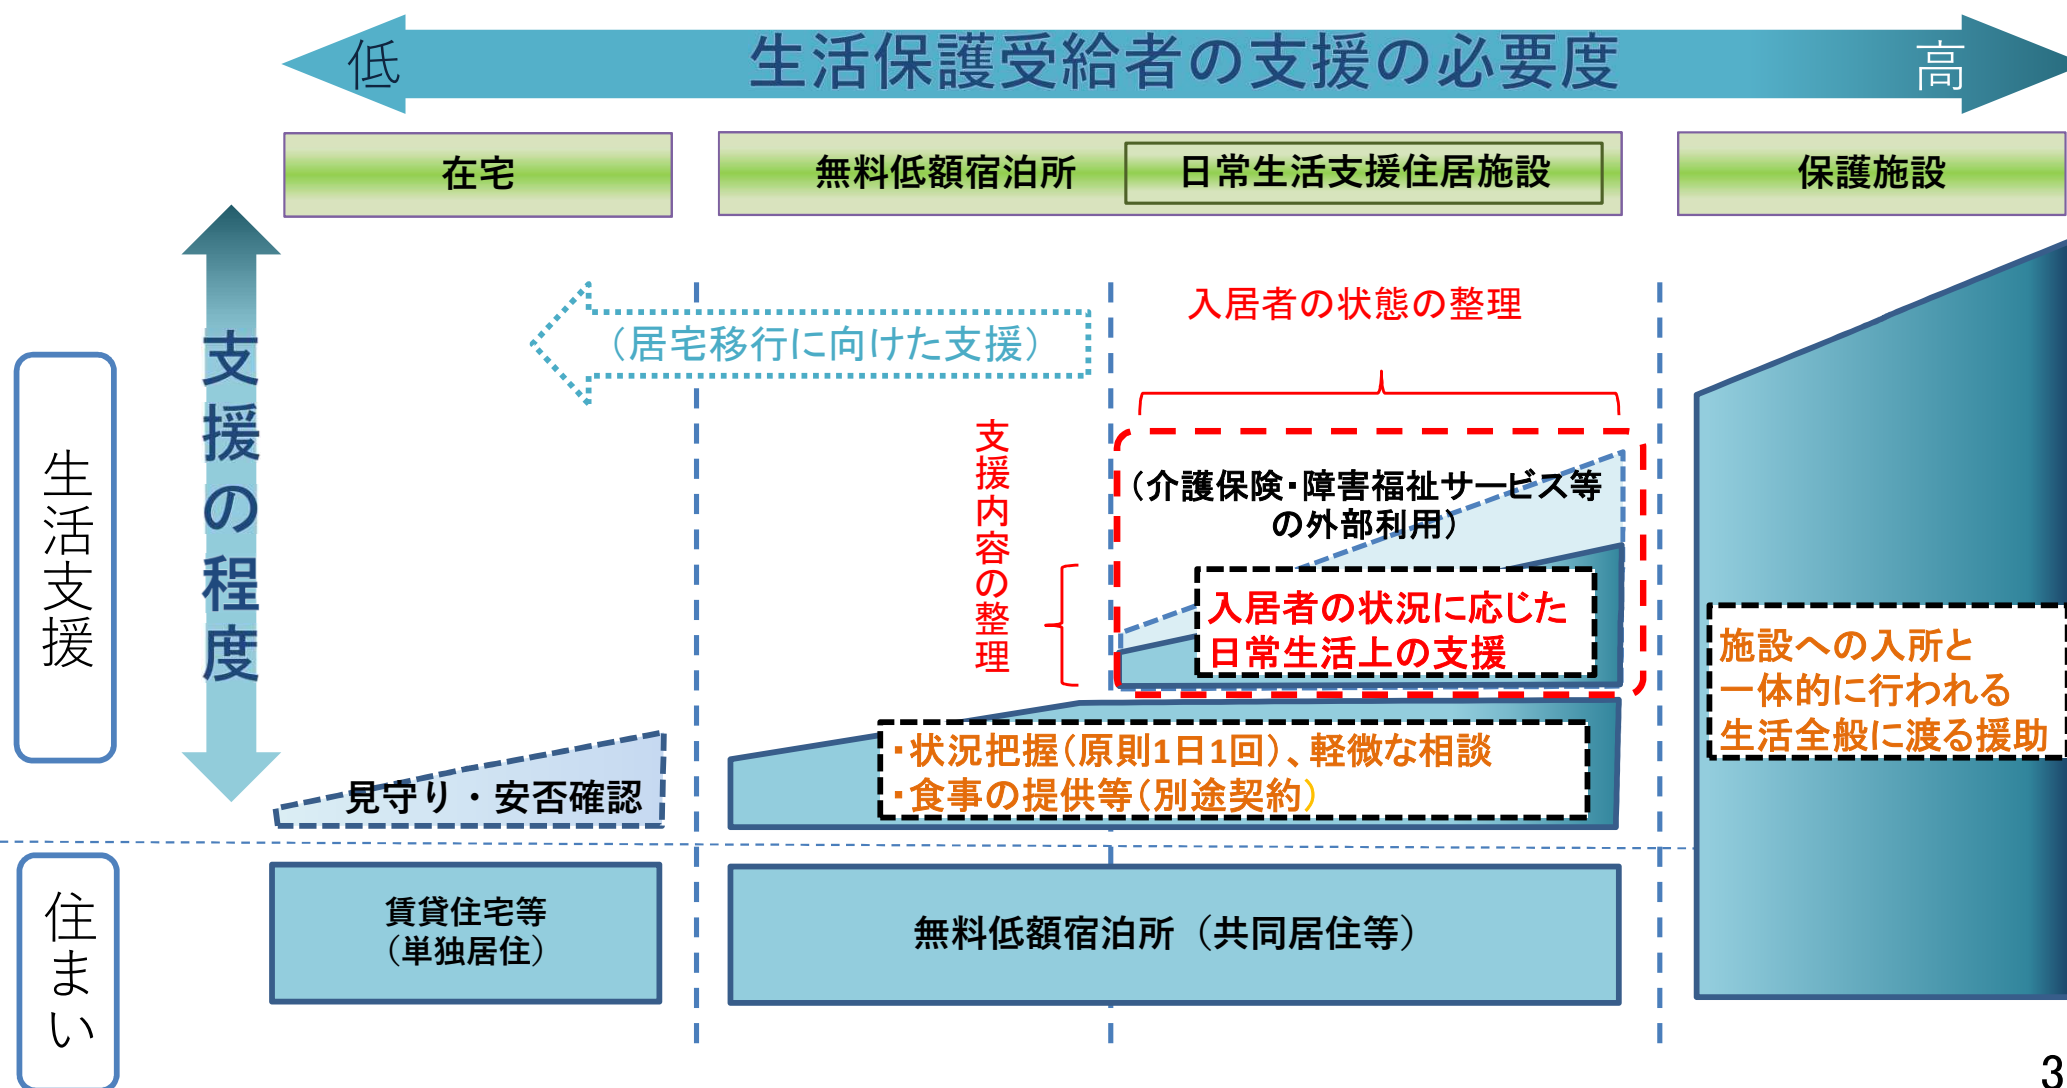 低
生活保護受給者の支援の必要度
高
在宅
無料低額宿泊所
日常生活支援住居施設
保護施設
支援の程度
生活支援
住まい
(居宅移行に向けた支援)
入居者の状態の整理
支援内容の整理
(介護保険・障害福祉サービス等
の外部利用)
入居者の状況に応じた
日常生活上の支援
・状況把握(原則1日1回)、軽微な相談
・食事の提供等(別途契約)
見守り・安否確認
施設への入所と
一体的に行われる
生活全般に渡る援助
賃貸住宅等
(単独居住)
無料低額宿泊所（共同居住等）
3